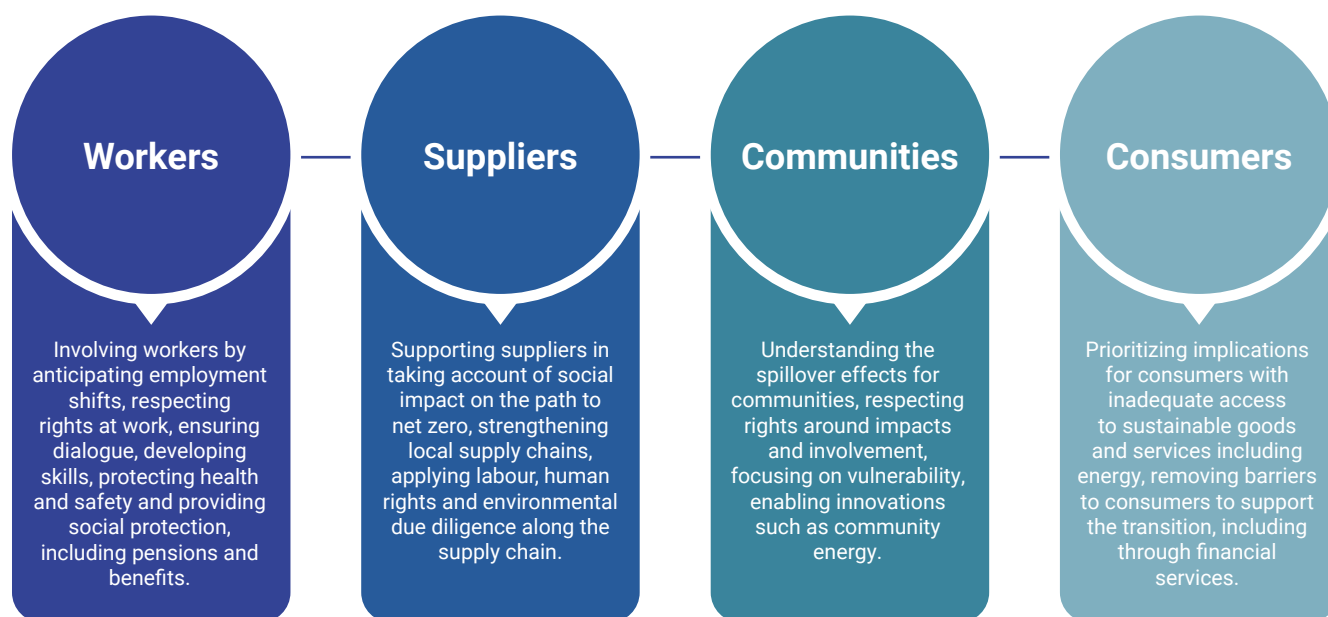 Workers
Suppliers
Communities
Consumers
Involving workers by
anticipating employment
shifts, respecting
rights at work, ensuring
dialogue, developing
skills, protecting health
and safety and providing
social protection,
including pensions and
benefits.
Supporting suppliers in
taking account of social
impact on the path to
net zero, strengthening
local supply chains,
applying labour, human
rights and environmental
due diligence along the
supply chain.
Understanding the
spillover effects for
communities, respecting
rights around impacts
and involvement,
focusing on vulnerability,
enabling innovations
such as community
energy.
Prioritizing implications
for consumers with
inadequate access
to sustainable goods
and services including
energy, removing barriers
to consumers to support
the transition, including
through financial
services.